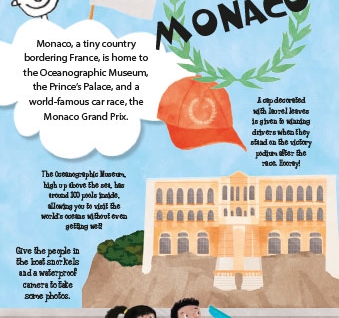 MONACO
Monaco, a tiny country
bordering France, is home to
the Oceanographic Museum,
the Prince's Palace, and a
world-famous car race, the
Monaco Grand Prix.
A cap decorated
with laurel leaves
is given to winning
drivers when they
stand on the victory
podium after the
race. Hooray!
The Oceanographic Museum,
high up above the sea, has
around 100 pools inside,
allowing you to visit the
world's oceans without even
getting wet!
Give the people in
the boat snorkels
and a waterproof
camera to take
some photos.